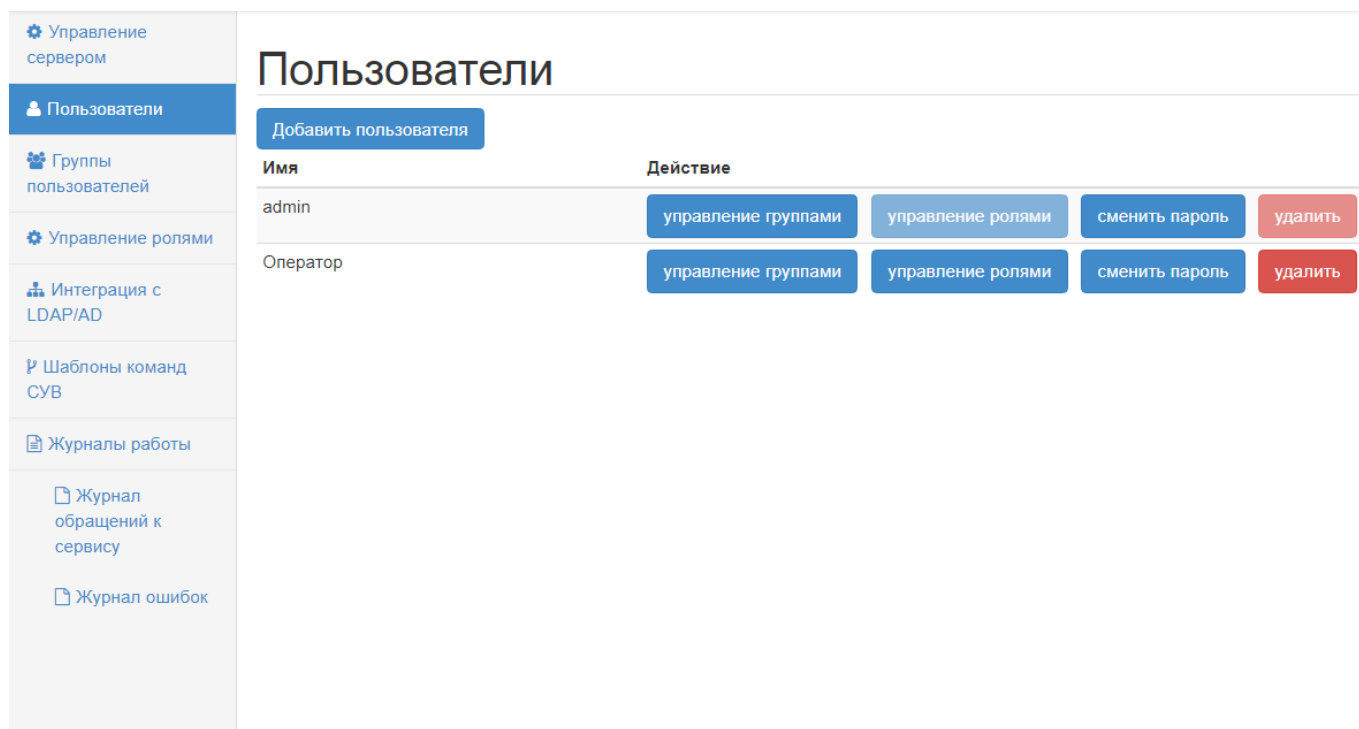 Управление
сервером
Пользователи
Группы
пользователей
Управление ролями
Интеграция с
LDAP/AD
Шаблоны команд
СУВ
Журналы работы
Журнал
обращений к
сервису
Журнал ошибок
Пользователи
Добавить пользователя
Имя Действие
admin управление группами управление ролями сменить пароль удалить
Оператор управление группами управление ролями сменить пароль удалить